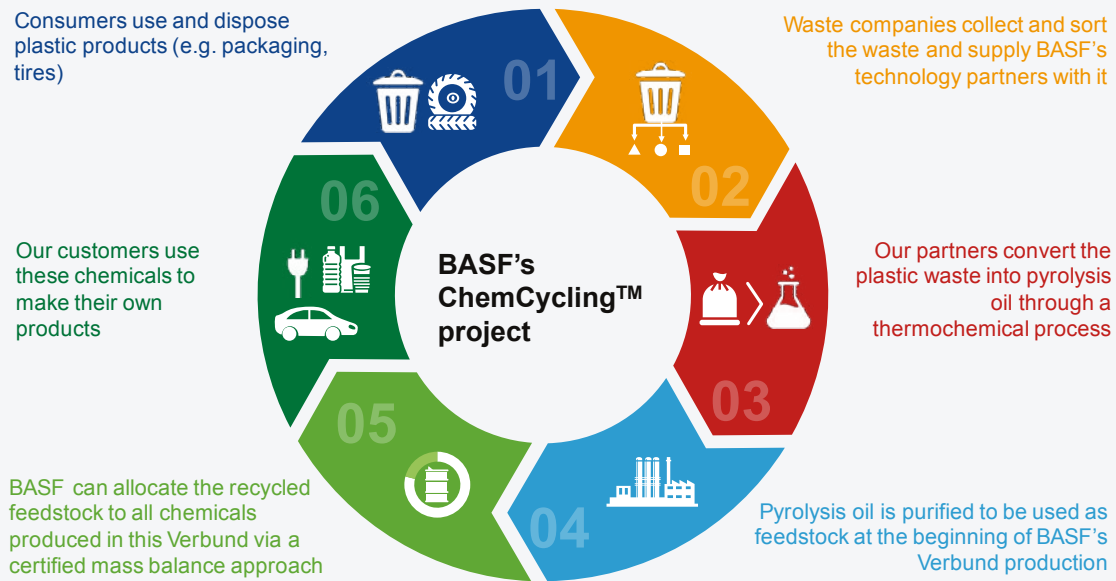 Consumers use and dispose
plastic products (e.g. packaging,
tires)
01
Waste companies collect and sort
the waste and supply BASF's
technology partners with it
02
Our partners convert the
plastic waste into pyrolysis
oil through a
thermochemical process
03
Pyrolysis oil is purified to be used as
feedstock at the beginning of BASF's
Verbund production
04
BASF can allocate the recycled
feedstock to all chemicals
produced in this Verbund via a
certified mass balance approach
05
Our customers use
these chemicals to
make their own
products
06
BASF's
ChemCycling™
project